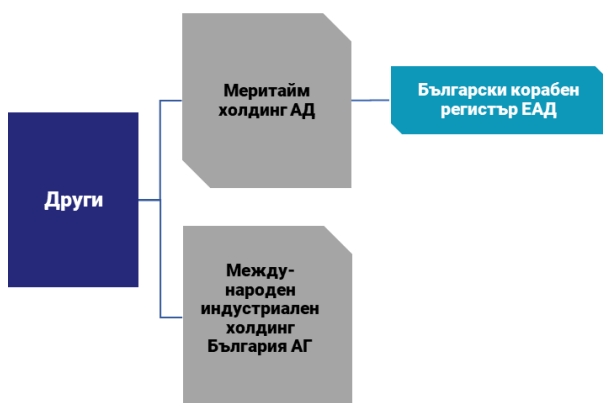 Други
Меритайм
холдинг АД
Български корабен
регистър ЕАД
Между-
народен
индустриален
холдинг
България АГ